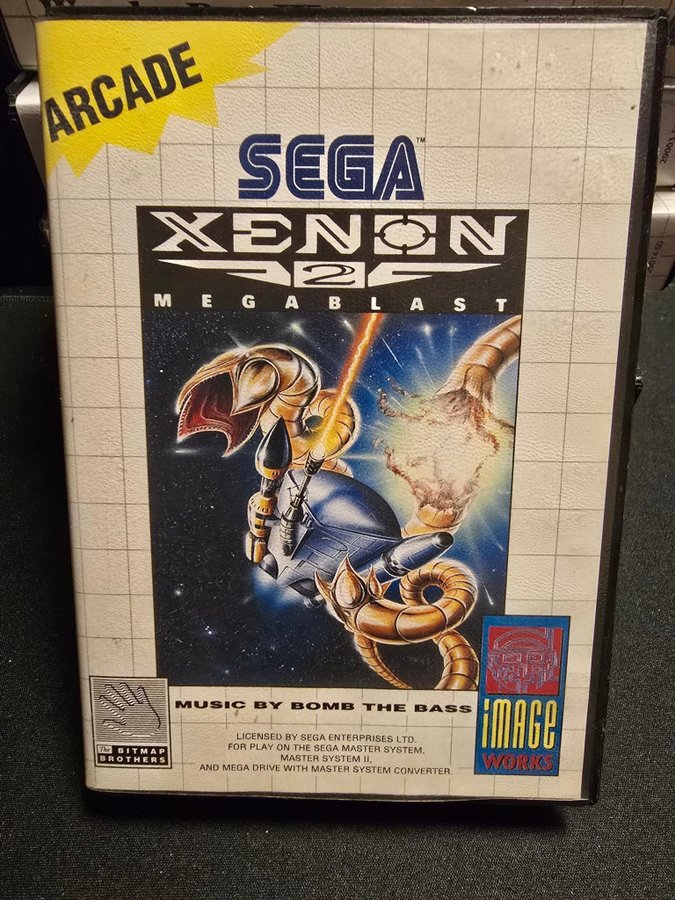 ARCADE
SEGA™
XENON
2
MEGABLAST
MUSIC BY BOMB THE BASS
The BITMAP
BROTHERS
LICENSED BY SEGA ENTERPRISES LTD.
FOR PLAY ON THE SEGA MASTER SYSTEM,
MASTER SYSTEM II,
AND MEGA DRIVE WITH MASTER SYSTEM CONVERTER
iMAGE
WORKS